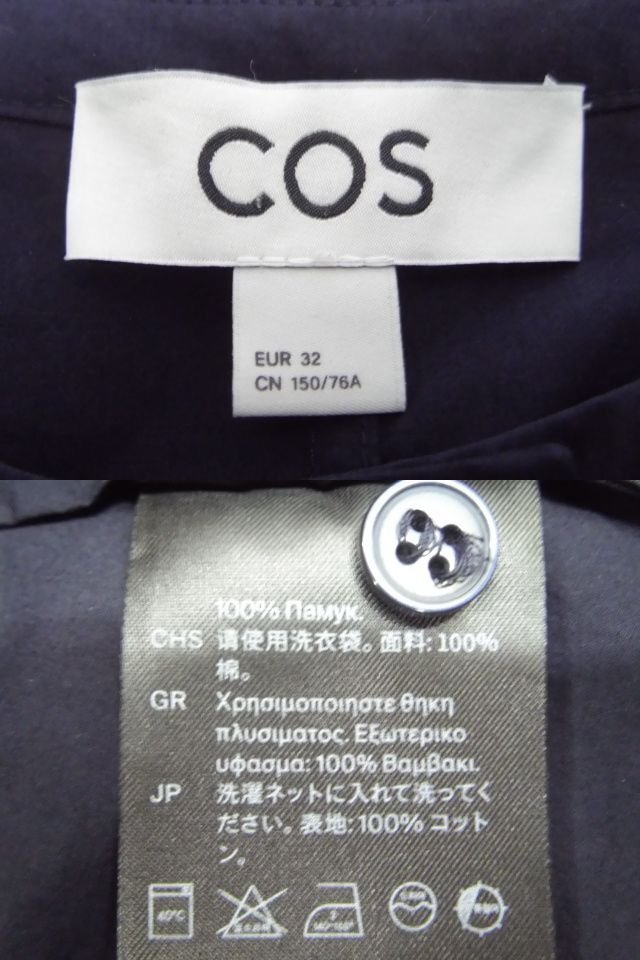 COS
EUR 32
CN 150/76A
100% Памук.
CHS 请使用洗衣袋。面料: 100%
棉。
GR Χρησιμοποιηστε θηκη
πλυσιματος. Εξωτερικο
υφασμα: 100% Βαμβακι.
JP 洗濯ネットに入れて洗ってく
ださい。表地: 100% コット
ン。
40°C